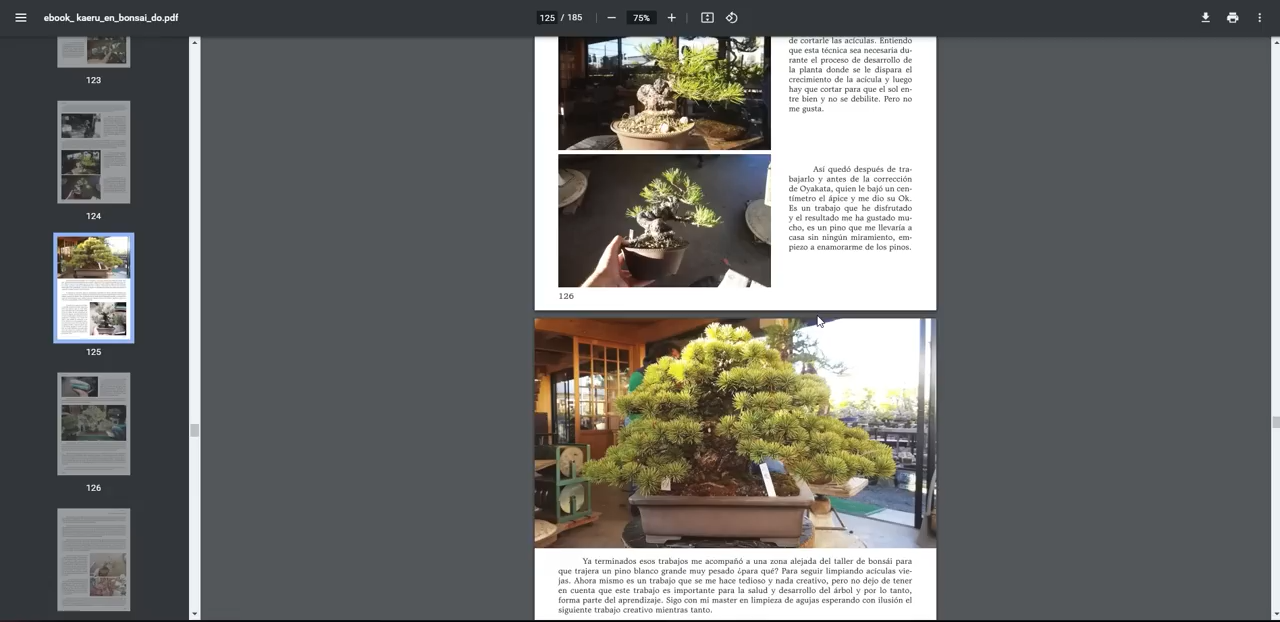 ebook_ kaeru_en_bonsai_do.pdf
125 / 185
75%
123
124
125
126
de cortarle las acículas. Entiendo
que esta técnica sea necesaria du-
rante el proceso de desarrollo de
la planta donde se le dispara el
crecimiento de la acícula y luego
hay que cortar para que el sol en-
tre bien y no se debilite. Pero no
me gusta.
Así quedó después de tra-
bajarlo y antes de la corrección
de Oyakata, quien le bajó un cen-
tímetro el ápice y me dio su Ok.
Es un trabajo que he disfrutado
y el resultado me ha gustado mu-
cho, es un pino que me llevaría a
casa sin ningún miramiento, em-
piezo a enamorarme de los pinos.
126
Ya terminados esos trabajos me acompañó a una zona alejada del taller de bonsái para
que trajera un pino blanco grande muy pesado ¿para qué? Para seguir limpiando acículas vie-
jas. Ahora mismo es un trabajo que se me hace tedioso y nada creativo, pero no dejo de tener
en cuenta que este trabajo es importante para la salud y desarrollo del árbol y por lo tanto,
forma parte del aprendizaje. Sigo con mi master en limpieza de agujas esperando con ilusión el
siguiente trabajo creativo mientras tanto.